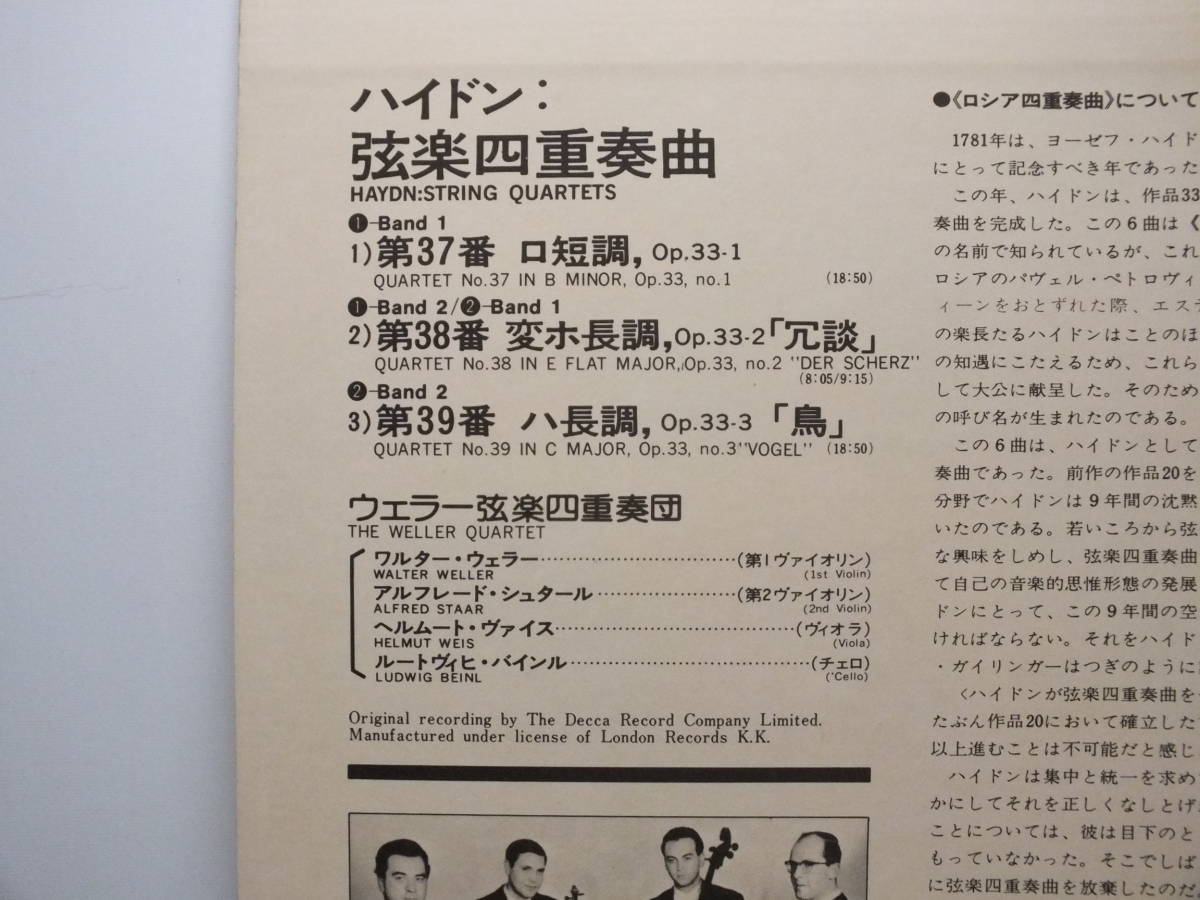 ハイドン:
弦楽四重奏曲
HAYDN:STRING QUARTETS
❶-Band 1
1)第37番 ロ短調, Op.33-1
QUARTET No.37 IN B MINOR, Op.33, no.1 (18:50)
❶-Band 2/❷-Band 1
2)第38番 変ホ長調,Op.33-2「冗談」
QUARTET No.38 IN E FLAT MAJOR,Op.33, no.2 "DER SCHERZ"
(8:05/9:15)
❷-Band 2
3)第39番 ハ長調, Op.33-3 「鳥」
QUARTET No.39 IN C MAJOR, Op.33, no.3"VOGEL" (18:50)
ウェラー弦楽四重奏団
THE WELLER QUARTET
ワルター・ウェラー…………………………(第1ヴァイオリン)
WALTER WELLER (1st Violin)
アルフレード・シュタール…………………(第2ヴァイオリン)
ALFRED STAAR (2nd Violin)
ヘルムート・ヴァイス………………………………(ヴィオラ)
HELMUT WEIS (Viola)
ルートヴィヒ・バインル………………………………(チェロ)
LUDWIG BEINL ('Cello)
Original recording by The Decca Record Company Limited.
Manufactured under license of London Records K.K.
●《ロシア四重奏曲》について
1781年は、ヨーゼフ・ハイド
にとって記念すべき年であった
この年、ハイドンは、作品33
奏曲を完成した。この6曲は《
の名前で知られているが、これ
ロシアのパヴェル・ペトロヴィ
ィーンをおとずれた際、エステ
の楽長たるハイドンはことのほ
の知遇にこたえるため、これら
して大公に献呈した。そのため
の呼び名が生まれたのである。
この6曲は、ハイドンとして
奏曲であった。前作の作品20を
分野でハイドンは9年間の沈黙
いたのである。若いころから弦
な興味をしめし、弦楽四重奏曲
て自己の音楽的思惟形態の発展
ドンにとって、この9年間の空
ければならない。それをハイド
・ガイリンガーはつぎのように
〈ハイドンが弦楽四重奏曲を
たぶん作品20において確立した
以上進むことは不可能だと感じ
ハイドンは集中と統一を求め
かにしてそれを正しくなしとげ
ことについては、彼は目下のと
もっていなかった。そこでしば
に弦楽四重奏曲を放棄したのだ